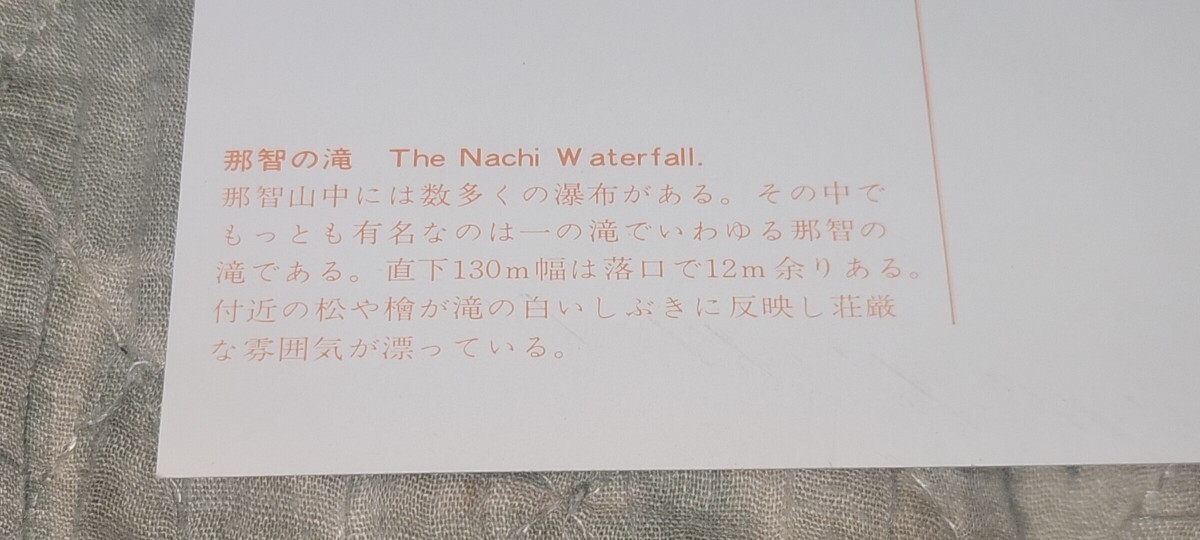 那智の滝　The Nachi Waterfall.
那智山中には数多くの瀑布がある。その中で
もっとも有名なのは一の滝でいわゆる那智の
滝である。直下130m幅は落口で12m余りある。
付近の松や檜が滝の白いしぶきに反映し荘厳
な雰囲気が漂っている。